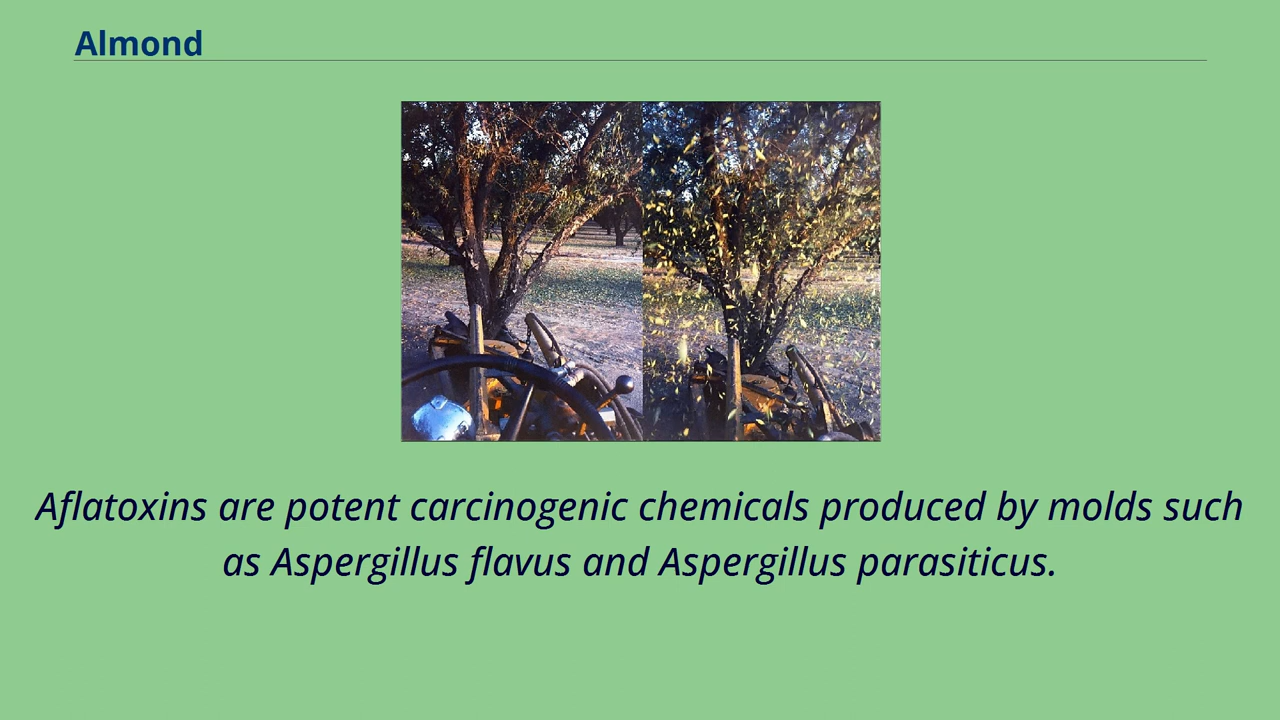 Almond
Aflatoxins are potent carcinogenic chemicals produced by molds such
as Aspergillus flavus and Aspergillus parasiticus.